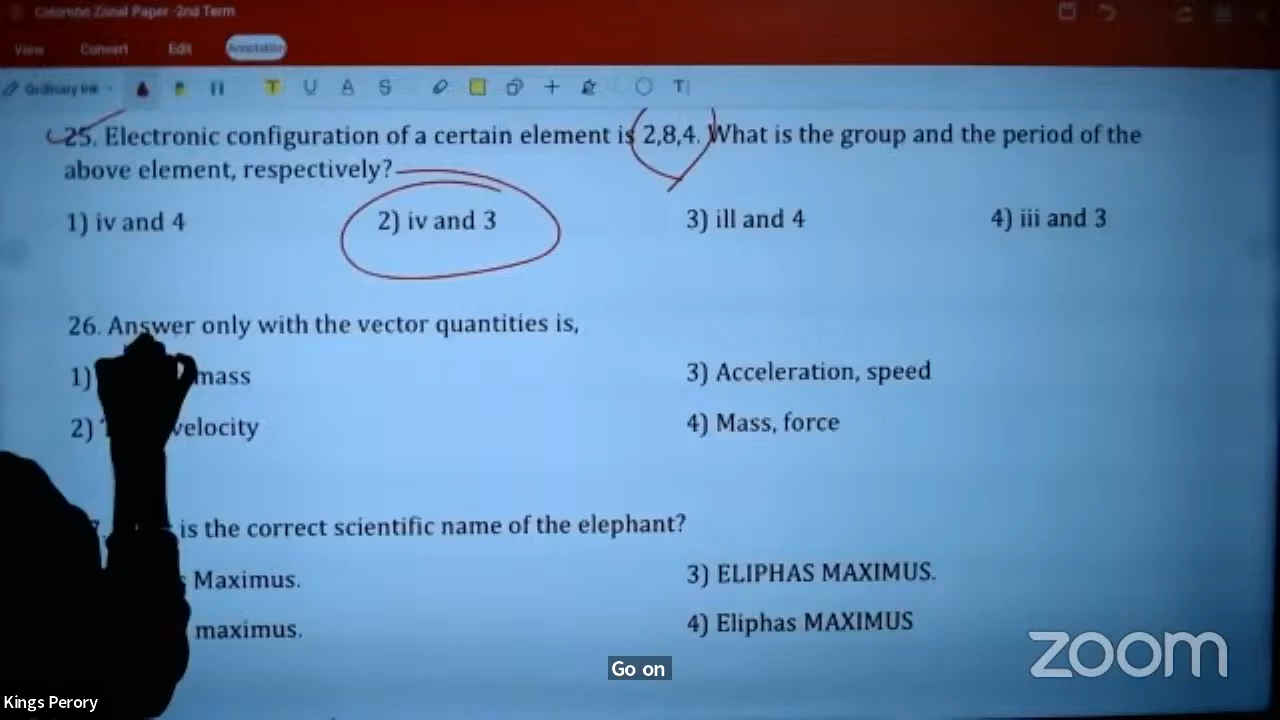 Colombo Zonal Paper -2nd Term
View Convert Edit Annotation
Ordinary Ink T U A S T
25. Electronic configuration of a certain element is 2,8,4. What is the group and the period of the
above element, respectively?
1) iv and 4 2) iv and 3 3) ill and 4 4) iii and 3
26. Answer only with the vector quantities is,
1) mass 3) Acceleration, speed
2) velocity 4) Mass, force
is the correct scientific name of the elephant?
Maximus. 3) ELIPHAS MAXIMUS.
maximus. 4) Eliphas MAXIMUS
zoom
Go on
Kings Perory